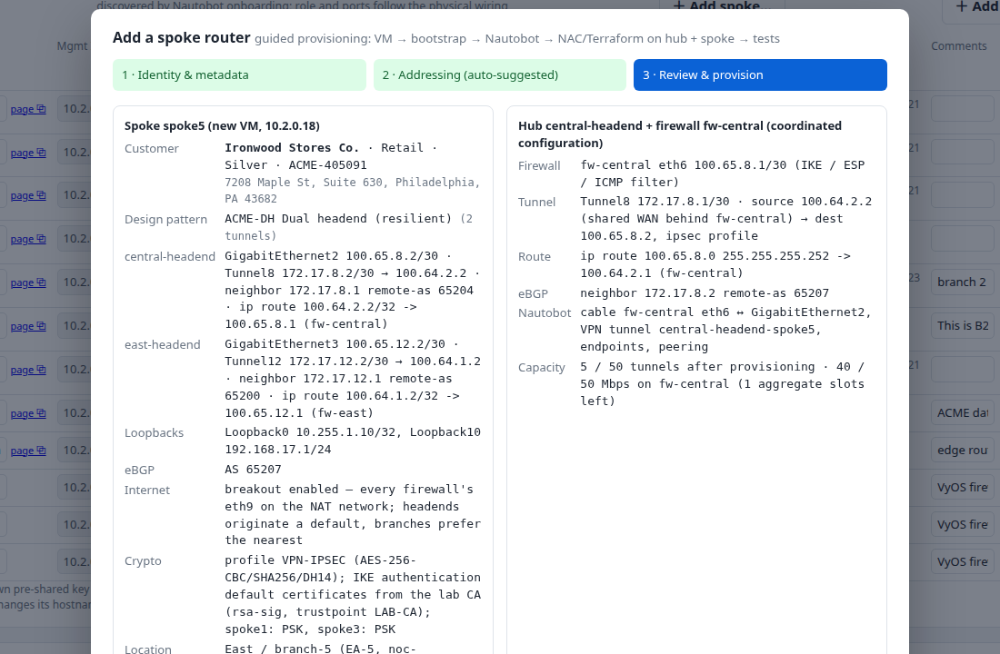 discovered by Nautobot onboarding; role and ports follow the physical wiring
+ Add spoke...
+ Add
Mgmt
Comments
Add a spoke router guided provisioning: VM → bootstrap → Nautobot → NAC/Terraform on hub + spoke → tests
1 · Identity & metadata
2 · Addressing (auto-suggested)
3 · Review & provision
Spoke spoke5 (new VM, 10.2.0.18)
Customer
Ironwood Stores Co. · Retail ·
Silver · ACME-405091
7208 Maple St, Suite 630, Philadelphia,
PA 43682
Design pattern
ACME-DH Dual headend (resilient) (2
tunnels)
central-headend
GigabitEthernet2 100.65.8.2/30 ·
Tunnel8 172.17.8.2/30 → 100.64.2.2 ·
neighbor 172.17.8.1 remote-as 65204
· ip route 100.64.2.2/32 ->
100.65.8.1 (fw-central)
east-headend
GigabitEthernet3 100.65.12.2/30 ·
Tunnel12 172.17.12.2/30 → 100.64.1.2
· neighbor 172.17.12.1 remote-as
65200 · ip route 100.64.1.2/32 ->
100.65.12.1 (fw-east)
Loopbacks
Loopback0 10.255.1.10/32, Loopback10
192.168.17.1/24
eBGP
AS 65207
Internet
breakout enabled — every firewall's
eth9 on the NAT network; headends
originate a default, branches prefer
the nearest
Crypto
profile VPN-IPSEC (AES-256-
CBC/SHA256/DH14); IKE authentication
default certificates from the lab CA
(rsa-sig, trustpoint LAB-CA);
spoke1: PSK, spoke3: PSK
Location
East / branch-5 (EA-5, noc-
Hub central-headend + firewall fw-central (coordinated
configuration)
Firewall
fw-central eth6 100.65.8.1/30 (IKE / ESP
/ ICMP filter)
Tunnel
Tunnel8 172.17.8.1/30 · source 100.64.2.2
(shared WAN behind fw-central) → dest
100.65.8.2, ipsec profile
Route
ip route 100.65.8.0 255.255.255.252 ->
100.64.2.1 (fw-central)
eBGP
neighbor 172.17.8.2 remote-as 65207
Nautobot
cable fw-central eth6 ↔ GigabitEthernet2,
VPN tunnel central-headend-spoke5,
endpoints, peering
Capacity
5 / 50 tunnels after provisioning · 40 /
50 Mbps on fw-central (1 aggregate slots
left)
page 10.2. 21
page 10.2. 21
page 10.2. 21
page 10.2.
page 10.2. 23 branch 2
page 10.2. This is B2
page 10.2. 21
page 10.2. ACME dat
page 10.2. edge rou
10.2. VyOS fire
10.2. VyOS fire
10.2. VyOS fire
wn pre-shared key
hanges its hostnam